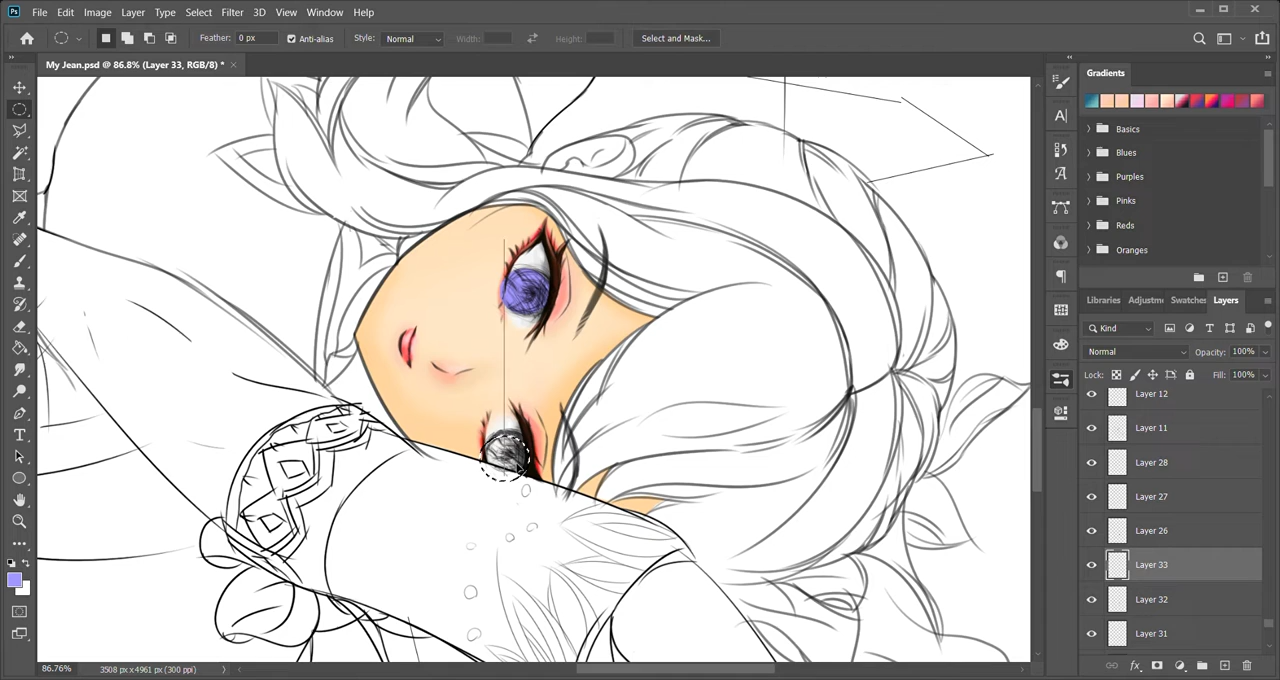 Ps File Edit Image Layer Type Select Filter 3D View Window Help
Feather: 0 px Anti-alias Style: Normal Width: Height: Select and Mask...
My Jean.psd @ 86.8% (Layer 33, RGB/8) *
Gradients
Basics
Blues
Purples
Pinks
Reds
Oranges
Libraries Adjustme Swatches Layers
Kind
Normal Opacity: 100%
Lock: Fill: 100%
Layer 12
Layer 11
Layer 28
Layer 27
Layer 26
Layer 33
Layer 32
Layer 31
86.76% 3508 px x 4961 px (300 ppi)